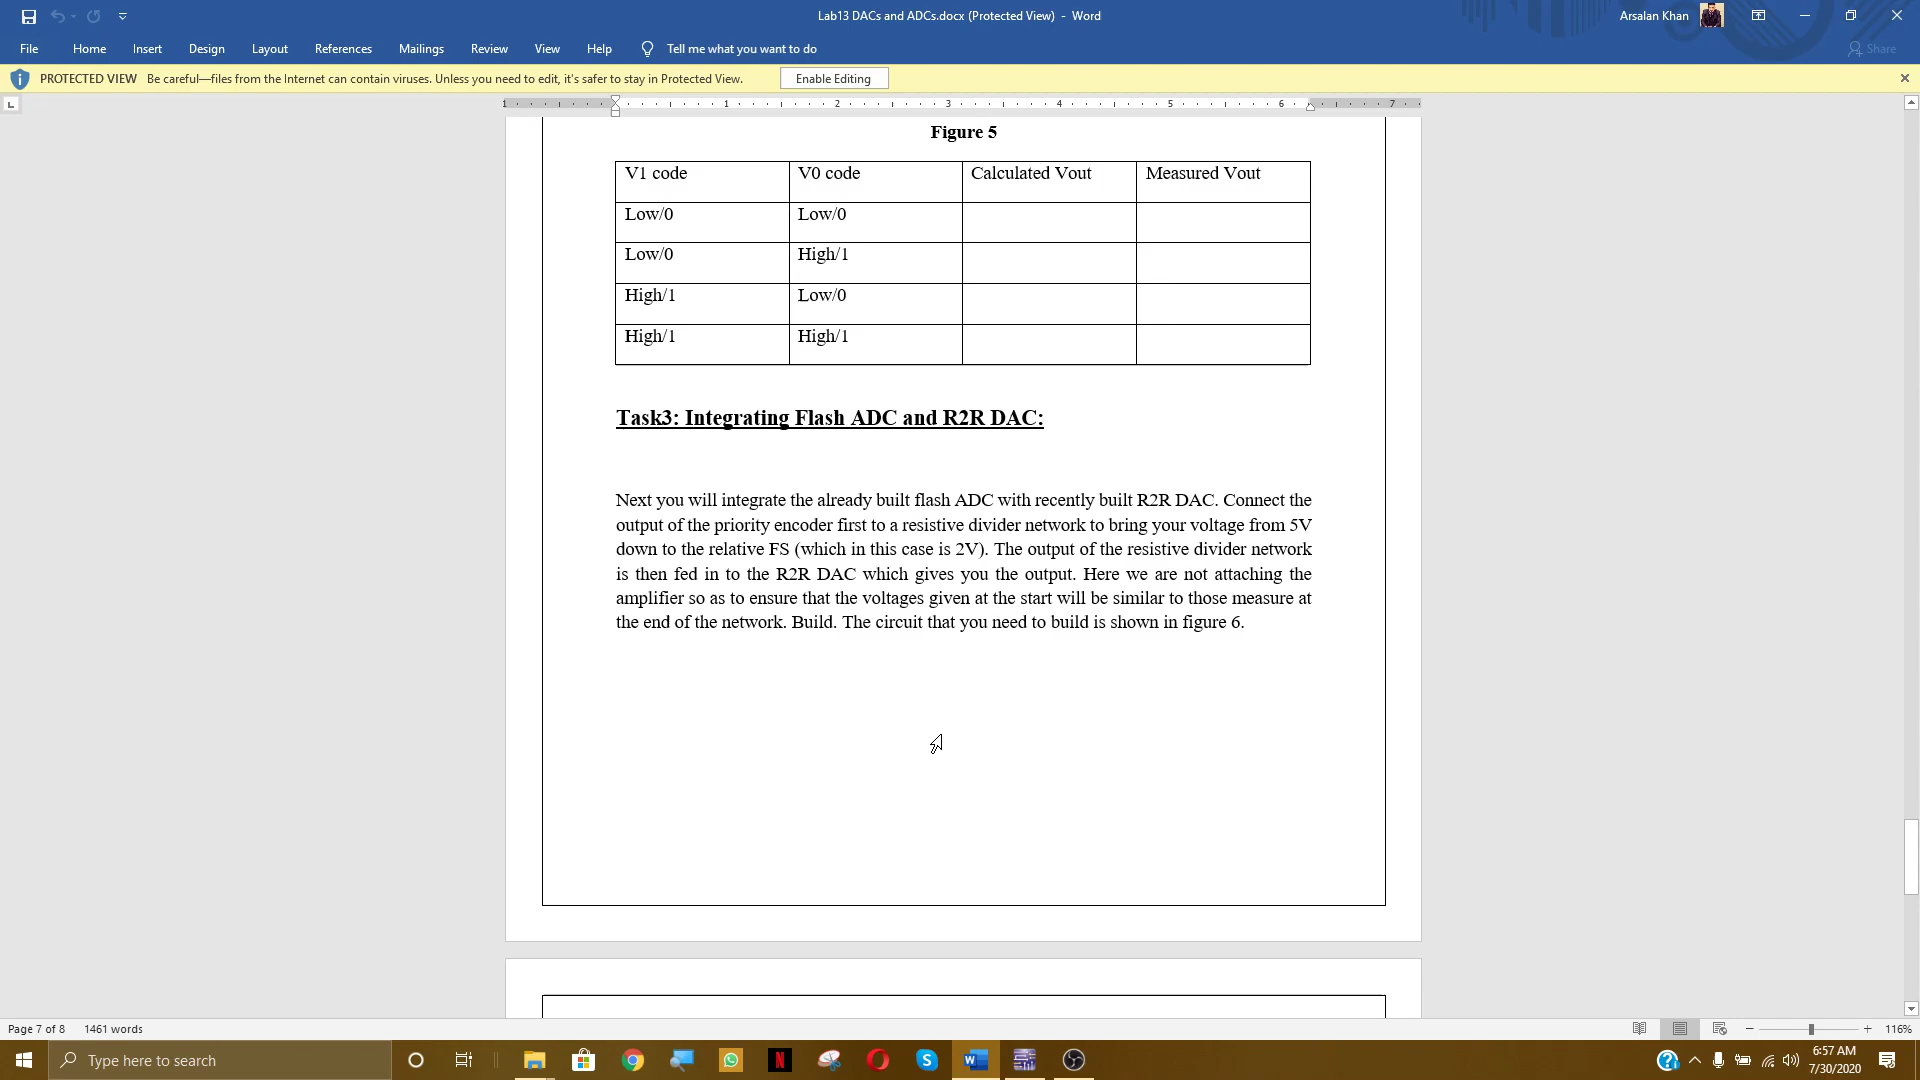 Lab13 DACs and ADCs.docx (Protected View) - Word
Arsalan Khan
File Home Insert Design Layout References Mailings Review View Help Tell me what you want to do
Share
PROTECTED VIEW Be careful—files from the Internet can contain viruses. Unless you need to edit, it's safer to stay in Protected View. Enable Editing
1 1 2 3 4 5 6 7
Figure 5
V1 code V0 code Calculated Vout Measured Vout
Low/0 Low/0
Low/0 High/1
High/1 Low/0
High/1 High/1
Task3: Integrating Flash ADC and R2R DAC:
Next you will integrate the already built flash ADC with recently built R2R DAC. Connect the
output of the priority encoder first to a resistive divider network to bring your voltage from 5V
down to the relative FS (which in this case is 2V). The output of the resistive divider network
is then fed in to the R2R DAC which gives you the output. Here we are not attaching the
amplifier so as to ensure that the voltages given at the start will be similar to those measure at
the end of the network. Build. The circuit that you need to build is shown in figure 6.
Page 7 of 8 1461 words
116%
Type here to search
6:57 AM
7/30/2020